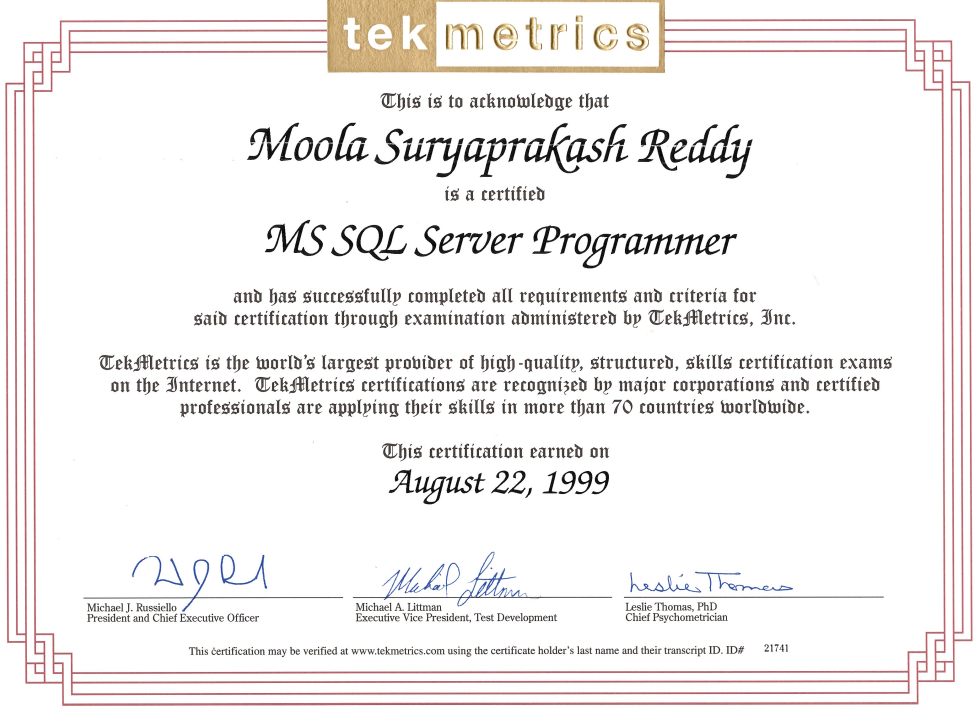 tek metrics
This is to acknowledge that
Moola Suryaprakash Reddy
is a certified
MS SQL Server Programmer
and has successfully completed all requirements and criteria for
said certification through examination administered by TekMetrics, Inc.
TekMetrics is the world's largest provider of high-quality, structured, skills certification exams
on the Internet. TekMetrics certifications are recognized by major corporations and certified
professionals are applying their skills in more than 70 countries worldwide.
This certification earned on
August 22, 1999
Michael Littman
Leslie Thomas
Michael J. Russiello
President and Chief Executive Officer
Michael A. Littman
Executive Vice President, Test Development
Leslie Thomas, PhD
Chief Psychometrician
This certification may be verified at www.tekmetrics.com using the certificate holder's last name and their transcript ID. ID# 21741